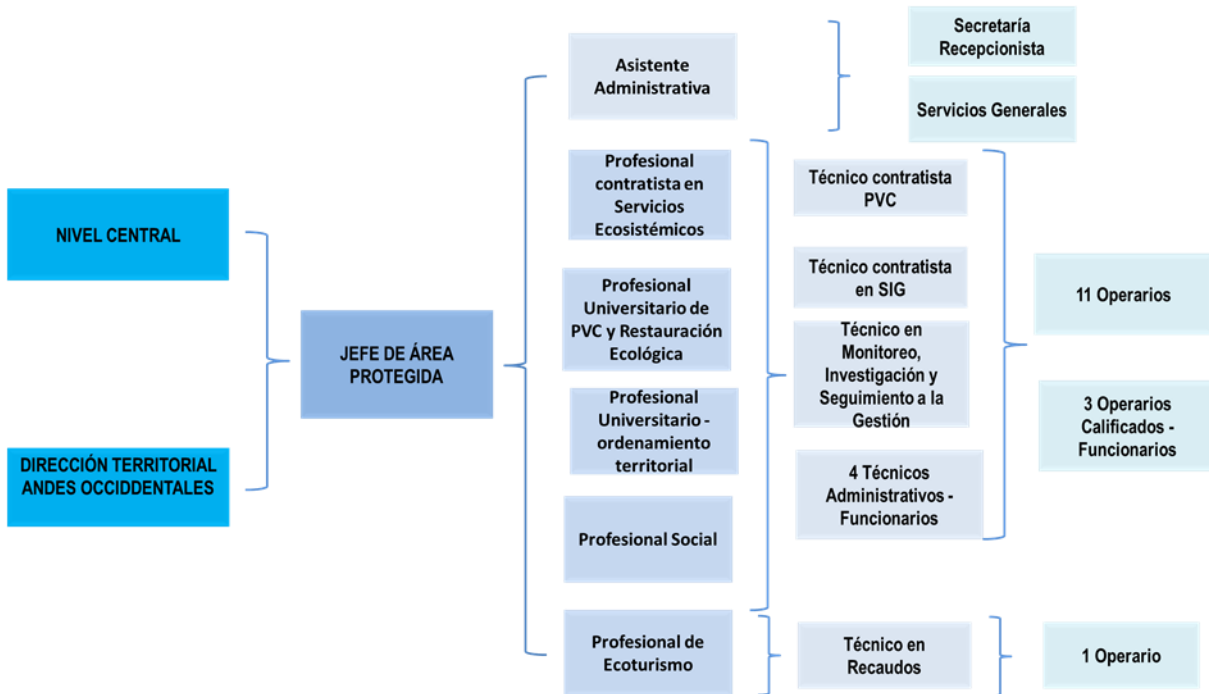 NIVEL CENTRAL
DIRECCIÓN TERRITORIAL
ANDES OCCIDDENTALES
JEFE DE ÁREA
PROTEGIDA
Asistente
Administrativa
Profesional
contratista en
Servicios
Ecosistémicos
Profesional
Universitario de
PVC y Restauración
Ecológica
Profesional
Universitario -
ordenamiento
territorial
Profesional Social
Profesional de
Ecoturismo
Técnico contratista
PVC
Técnico contratista
en SIG
Técnico en
Monitoreo,
Investigación y
Seguimiento a la
Gestión
4 Técnicos
Administrativos -
Funcionarios
Técnico en
Recaudos
Secretaría
Recepcionista
Servicios Generales
11 Operarios
3 Operarios
Calificados -
Funcionarios
1 Operario